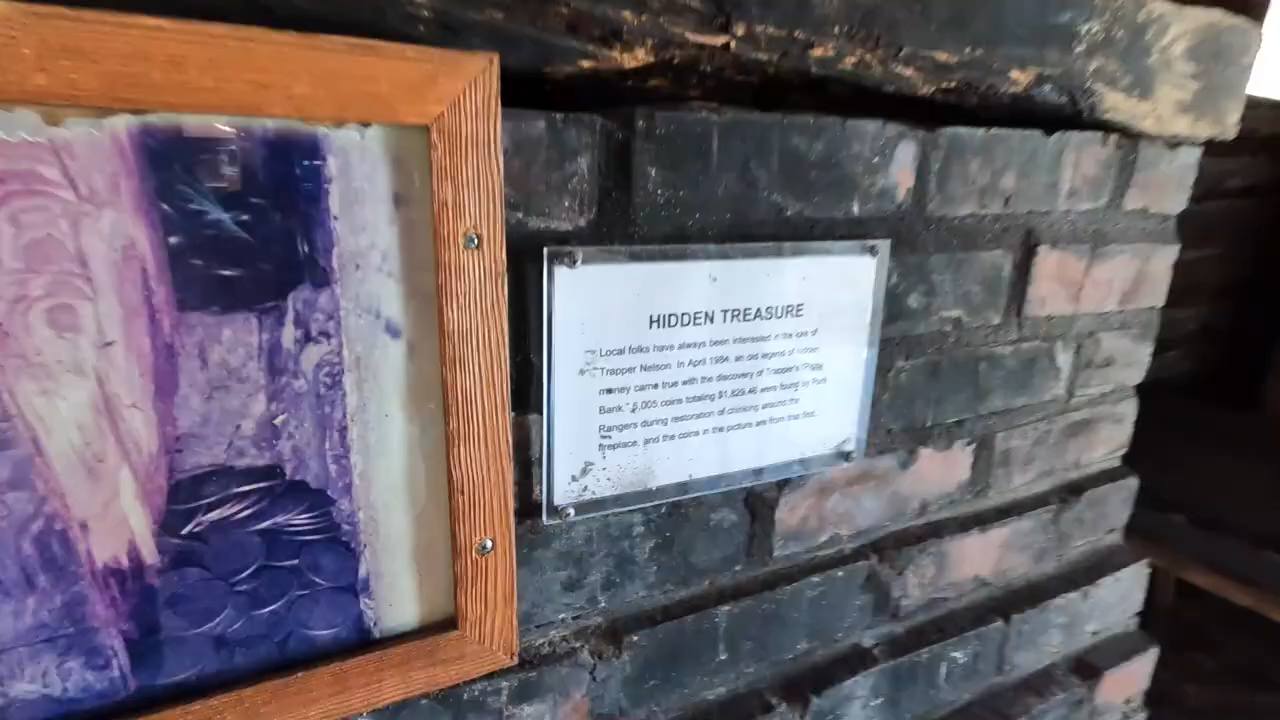 HIDDEN TREASURE
Local folks have always been interested in the lore of
Trapper Nelson. In April 1984, an old legend of hidden
money came true with the discovery of Trapper's "Piggy
Bank." 5,005 coins totaling $1,829.46 were found by Park
Rangers during restoration of chinking around the
fireplace, and the coins in the picture are from that find.